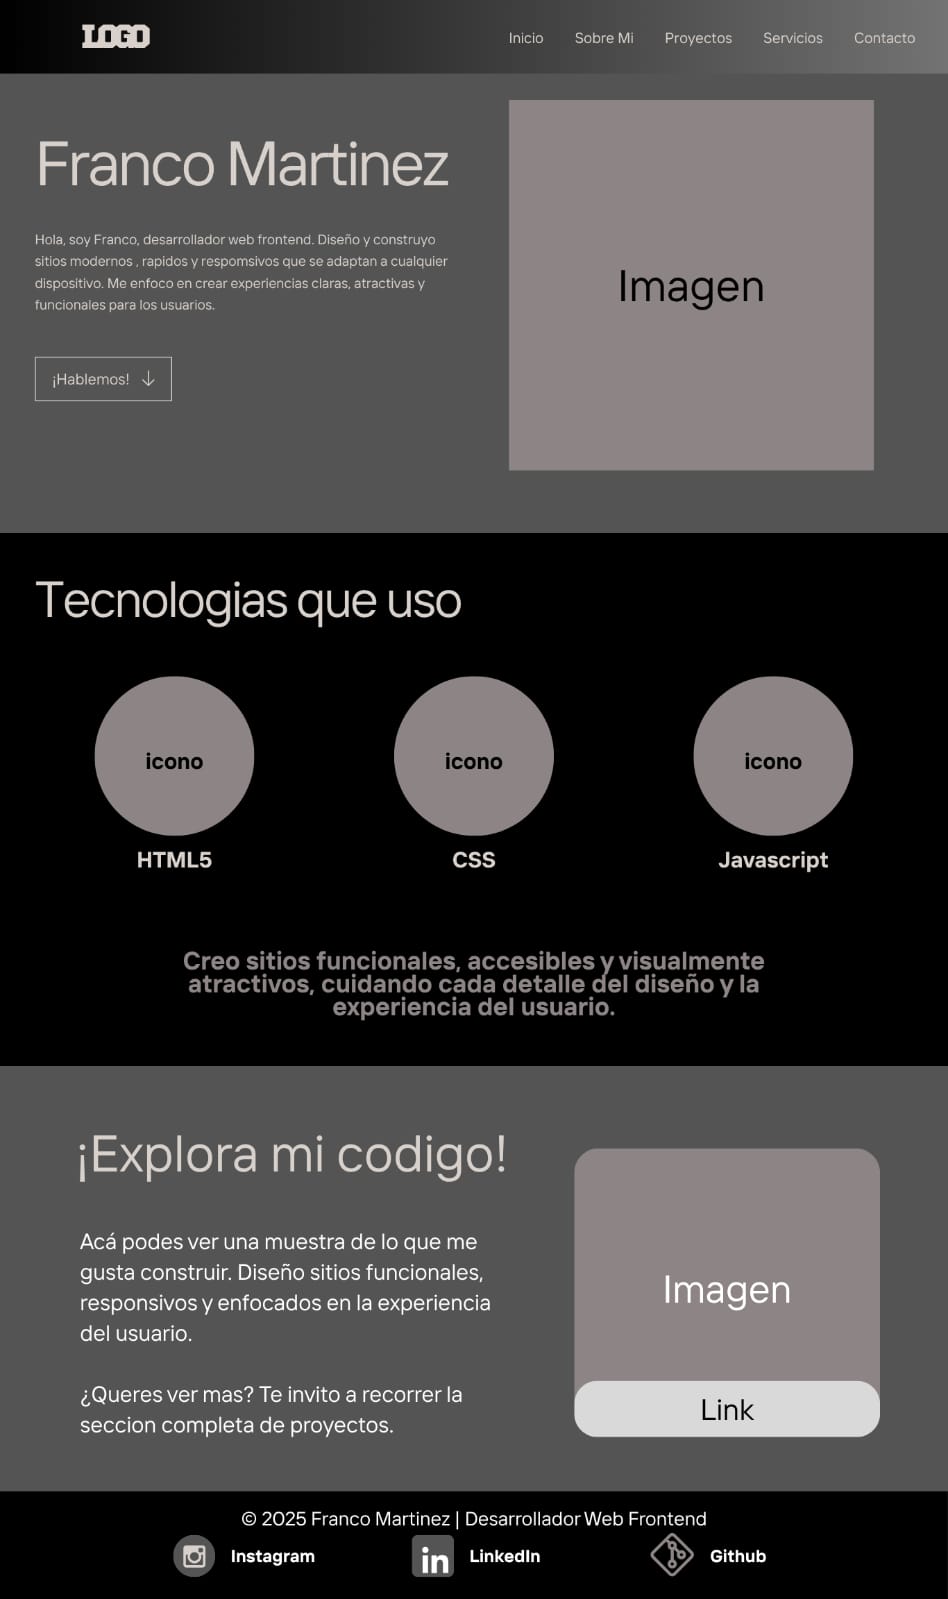 LOGO
Inicio Sobre Mi Proyectos Servicios Contacto
Franco Martinez
Hola, soy Franco, desarrollador web frontend. Diseño y construyo
sitios modernos , rapidos y respomsivos que se adaptan a cualquier
dispositivo. Me enfoco en crear experiencias claras, atractivas y
funcionales para los usuarios.
¡Hablemos!
Imagen
Tecnologias que uso
icono icono icono
HTML5 CSS Javascript
Creo sitios funcionales, accesibles y visualmente
atractivos, cuidando cada detalle del diseño y la
experiencia del usuario.
¡Explora mi codigo!
Acá podes ver una muestra de lo que me
gusta construir. Diseño sitios funcionales,
responsivos y enfocados en la experiencia
del usuario.
¿Queres ver mas? Te invito a recorrer la
seccion completa de proyectos.
Imagen
Link
© 2025 Franco Martinez | Desarrollador Web Frontend
Instagram in LinkedIn Github